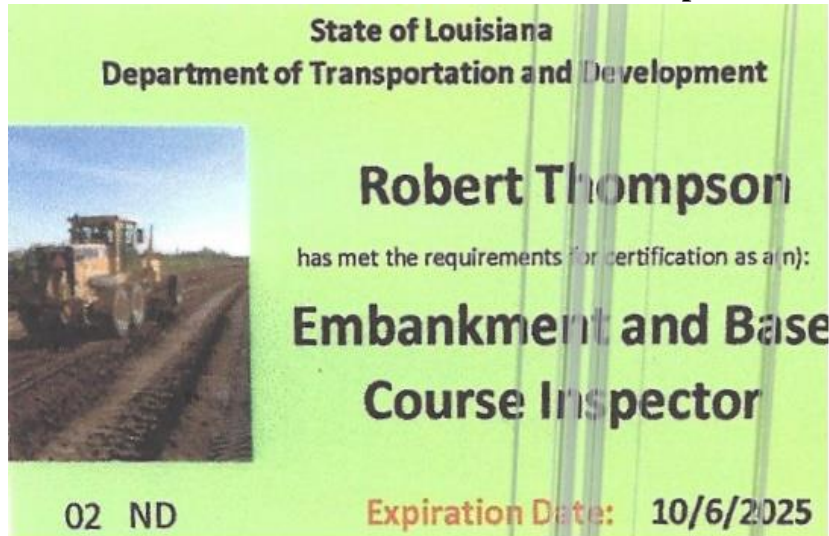 State of Louisiana
Department of Transportation and Development
Robert Thompson
has met the requirements for certification as a(n):
Embankment and Base
Course Inspector
02 ND
Expiration Date: 10/6/2025